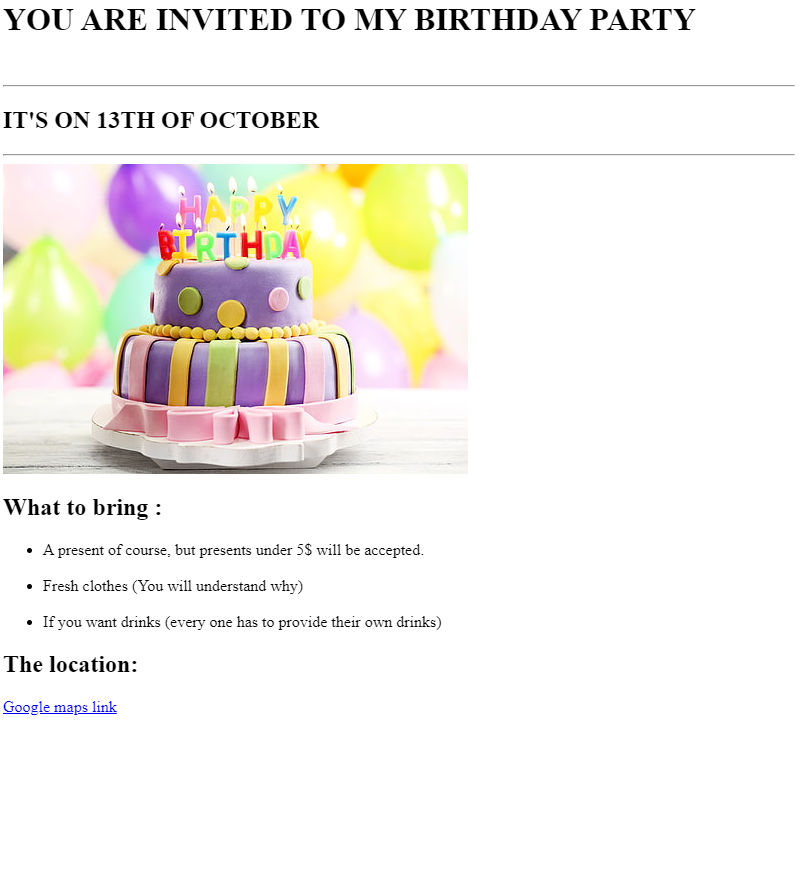 YOU ARE INVITED TO MY BIRTHDAY PARTY
IT'S ON 13TH OF OCTOBER
HAPPY
BIRTHDAY
What to bring :
A present of course, but presents under 5$ will be accepted.
Fresh clothes (You will understand why)
If you want drinks (every one has to provide their own drinks)
The location:
Google maps link